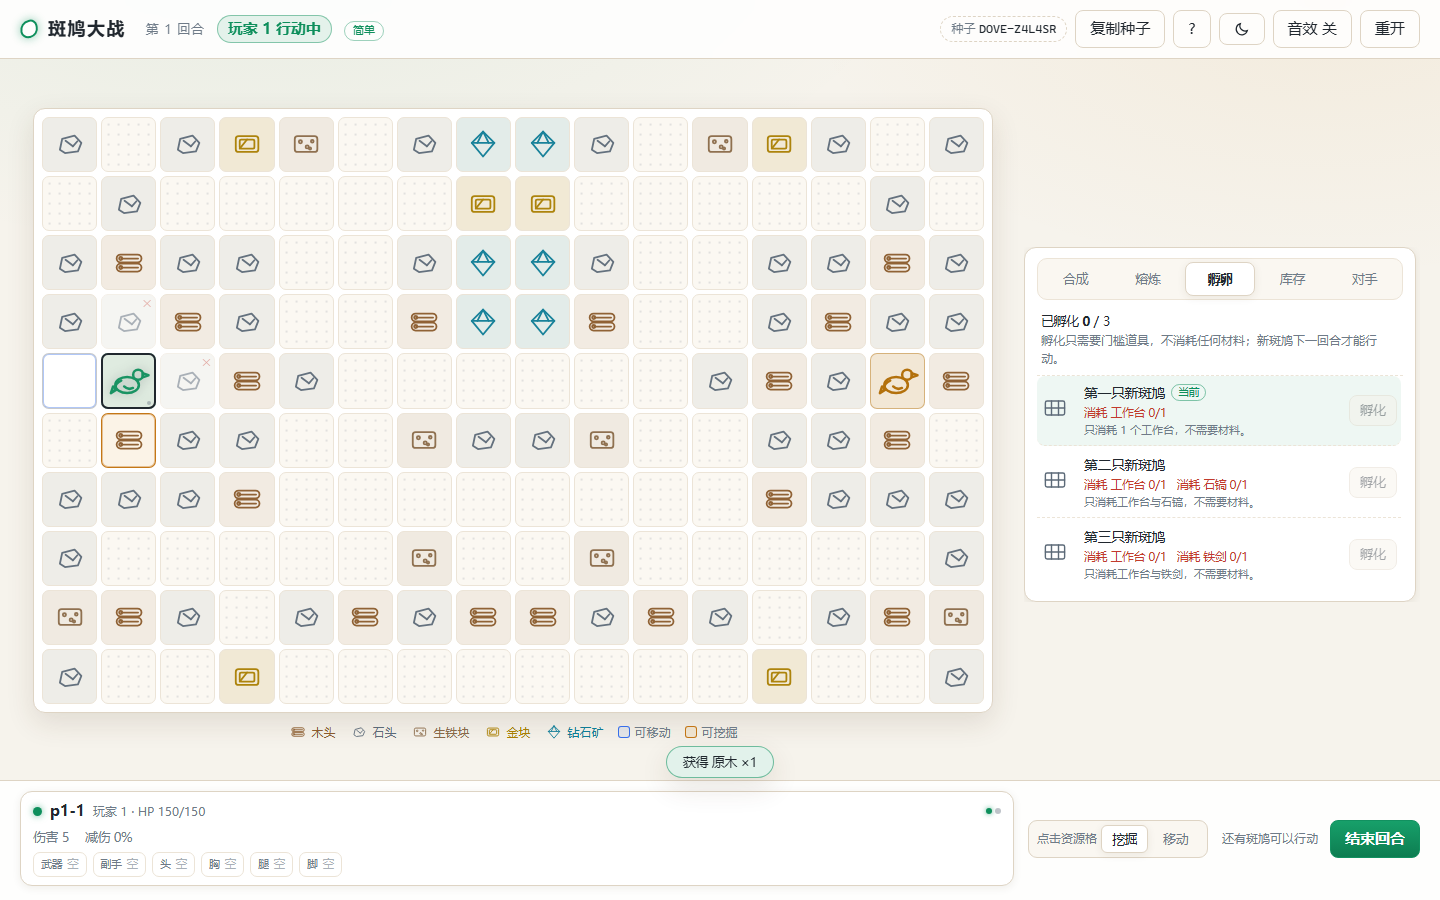 斑鸠大战 第 1 回合 玩家 1 行动中 简单 种子 DOVE-Z4L4SR 复制种子 ? 音效 关 重开
合成 熔炼 孵卵 库存 对手
已孵化 0 / 3
孵化只需要门槛道具，不消耗任何材料；新斑鸠下一回合才能行
动。
第一只新斑鸠 当前
消耗 工作台 0/1
只消耗 1 个工作台，不需要材料。
孵化
第二只新斑鸠
消耗 工作台 0/1 消耗 石镐 0/1
只消耗工作台与石镐，不需要材料。
孵化
第三只新斑鸠
消耗 工作台 0/1 消耗 铁剑 0/1
只消耗工作台与铁剑，不需要材料。
孵化
木头 石头 生铁块 金块 钻石矿 可移动 可挖掘
获得 原木 ×1
p1-1 玩家 1 · HP 150/150
伤害 5 减伤 0%
武器 空 副手 空 头 空 胸 空 腿 空 脚 空
点击资源格 挖掘 移动 还有斑鸠可以行动 结束回合